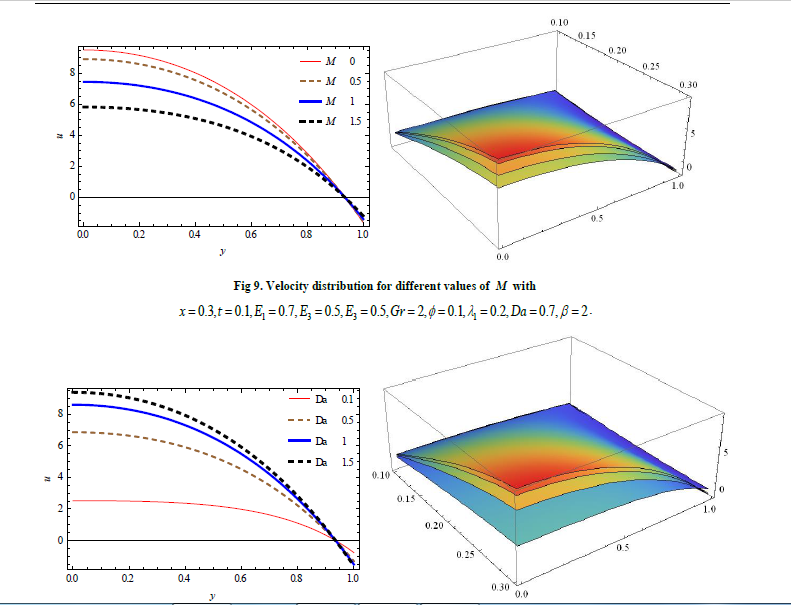 8
6
4
2
0
u
0.0 0.2 0.4 0.6 0.8 1.0
y
M 0
M 0.5
M 1
M 1.5
0.10
0.15
0.20
0.25
0.30
5
0
1.0
0.5
0.0
Fig 9. Velocity distribution for different values of M with
x = 0.3, t = 0.1, E₁ = 0.7, E₃ = 0.5, E₃ = 0.5, Gr = 2, ϕ = 0.1, λ₁ = 0.2, Da = 0.7, β = 2.
8
6
4
2
0
u
0.0 0.2 0.4 0.6 0.8 1.0
y
Da 0.1
Da 0.5
Da 1
Da 1.5
0.10
0.15
0.20
0.25
0.30
0.0
0.5
1.0
0
5